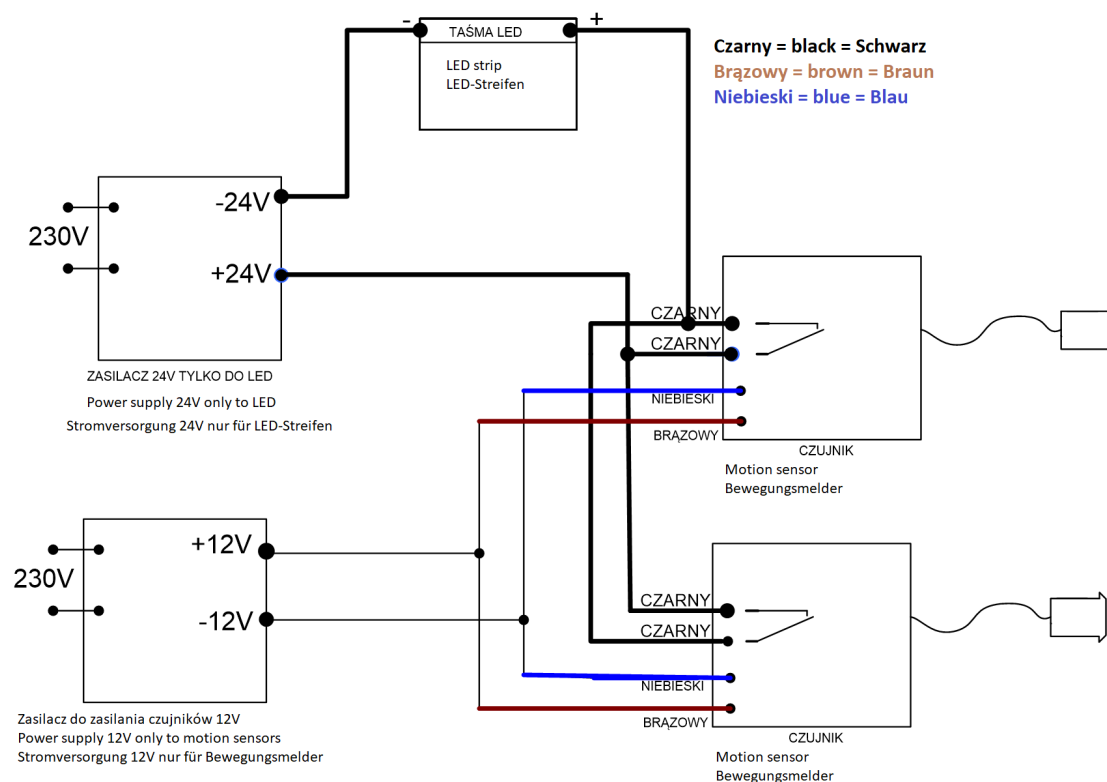 - TAŚMA LED +
LED strip
LED-Streifen
Czarny = black = Schwarz
Brązowy = brown = Braun
Niebieski = blue = Blau
-24V
230V
+24V
ZASILACZ 24V TYLKO DO LED
Power supply 24V only to LED
Stromversorgung 24V nur für LED-Streifen
CZARNY
CZARNY
NIEBIESKI
BRĄZOWY
CZUJNIK
Motion sensor
Bewegungsmelder
+12V
230V
-12V
Zasilacz do zasilania czujników 12V
Power supply 12V only to motion sensors
Stromversorgung 12V nur für Bewegungsmelder
CZARNY
CZARNY
NIEBIESKI
BRĄZOWY
CZUJNIK
Motion sensor
Bewegungsmelder